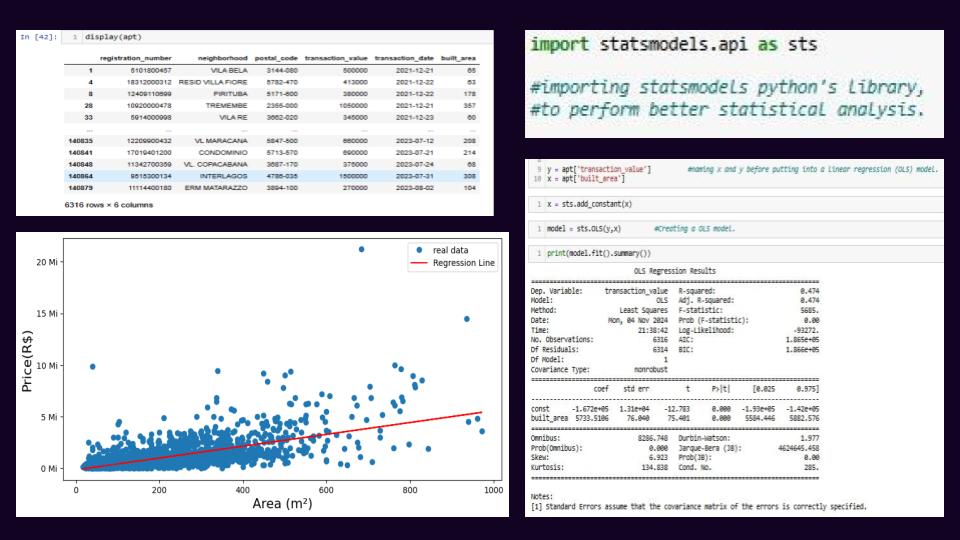 In [42]: 1 display(apt)
registration_number neighborhood postal_code transaction_value transaction_date built_area
1 5101800457 VILA BELA 3144-080 500000 2021-12-21 65
4 18312000312 RESID VILLA FIORE 5782-470 413000 2021-12-22 53
8 12409110699 PIRITUBA 5171-600 380000 2021-12-22 178
28 10920000478 TREMEMBE 2355-000 1050000 2021-12-21 357
33 5914000998 VILA RE 3662-020 345000 2021-12-23 60
... ... ... ... ... ... ...
140835 12209900432 VL MARACANA 5847-500 660000 2023-07-12 208
140841 17019401200 CONDOMINIO 5713-570 690000 2023-07-21 214
140848 11342700359 VL. COPACABANA 3687-170 375000 2023-07-24 68
140864 9515300134 INTERLAGOS 4786-035 1500000 2023-07-31 308
140879 11114400180 ERM MATARAZZO 3894-100 270000 2023-08-02 104
6316 rows × 6 columns
real data
Regression Line
20 Mi
15 Mi
10 Mi
5 Mi
0 Mi
Price(R$)
0 200 400 600 800 1000
Area (m²)
import statsmodels.api as sts
#importing statsmodels python's library,
#to perform better statistical analysis.
9 y = apt['transaction_value'] #naming x and y before putting into a linear regression (OLS) model.
10 x = apt['built_area']
1 x = sts.add_constant(x)
1 model = sts.OLS(y,x) #Creating a OLS model.
1 print(model.fit().summary())
OLS Regression Results
Dep. Variable: transaction_value R-squared: 0.474
Model: OLS Adj. R-squared: 0.474
Method: Least Squares F-statistic: 5685.
Date: Mon, 04 Nov 2024 Prob (F-statistic): 0.00
Time: 21:38:42 Log-Likelihood: -93272.
No. Observations: 6316 AIC: 1.865e+05
Df Residuals: 6314 BIC: 1.866e+05
Df Model: 1
Covariance Type: nonrobust
coef std err t P>|t| [0.025 0.975]
const -1.672e+05 1.31e+04 -12.783 0.000 -1.93e+05 -1.42e+05
built_area 5733.5106 76.040 75.401 0.000 5584.446 5882.576
Omnibus: 8286.748 Durbin-Watson: 1.977
Prob(Omnibus): 0.000 Jarque-Bera (JB): 4624645.458
Skew: 6.923 Prob(JB): 0.00
Kurtosis: 134.838 Cond. No. 285.
Notes:
[1] Standard Errors assume that the covariance matrix of the errors is correctly specified.